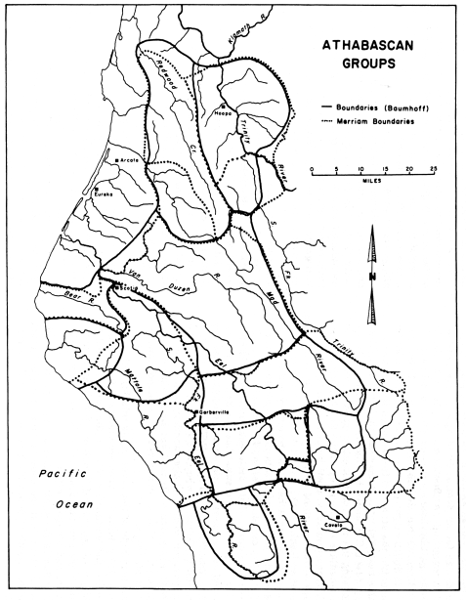 Klamath R.
ATHABASCAN
GROUPS
Redwood
Cr.
Hoopa
Trinity
River
Boundaries (Baumhoff)
Merriam Boundaries
0 5 10 15 20 25
MILES
Arcata
Eureka
S.
Fk.
N
Van
Duzen
R.
Scotia
Bear R.
Mad
River
Trinity
R.
S.
Eel
Mattole
R.
Garberville
Eel
Pacific
Ocean
R.
River
Covelo